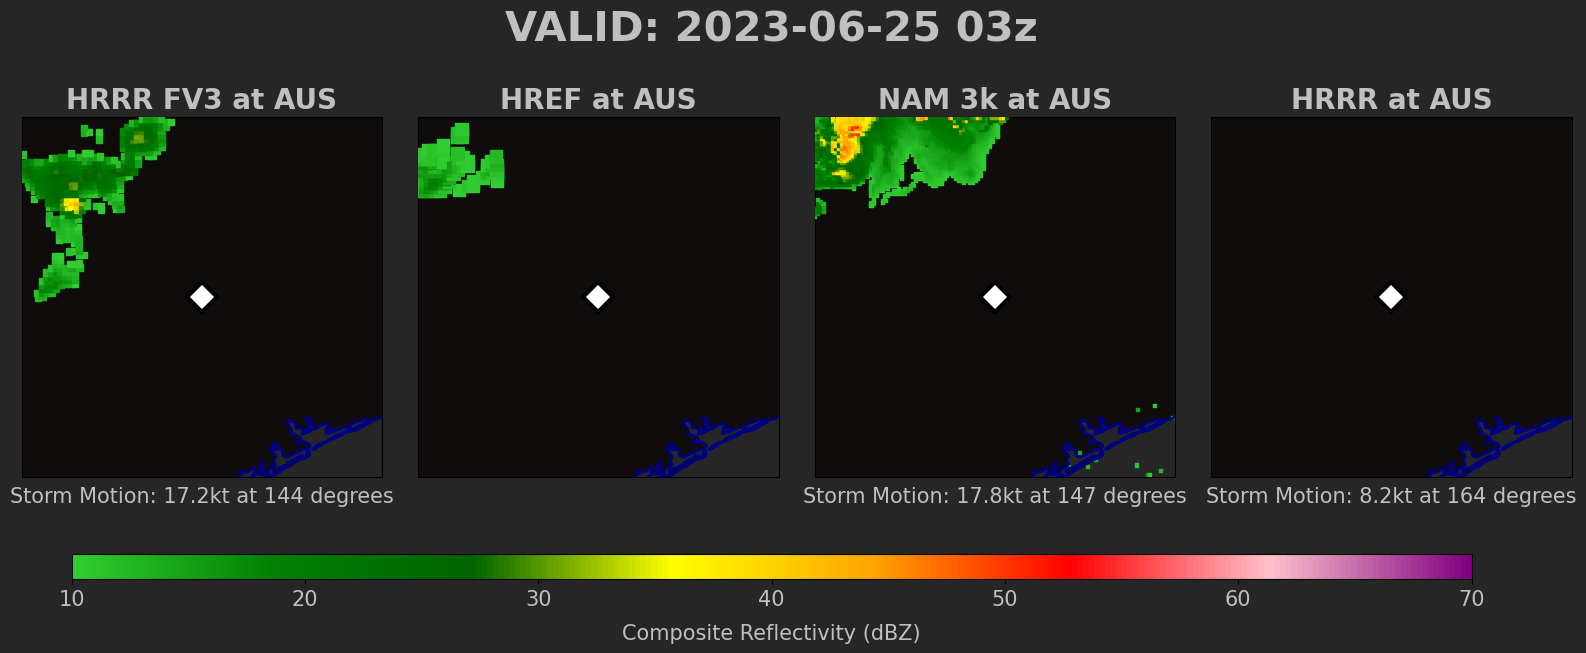 VALID: 2023-06-25 03z
HRRR FV3 at AUS
HREF at AUS
NAM 3k at AUS
HRRR at AUS
Storm Motion: 17.2kt at 144 degrees
Storm Motion: 17.8kt at 147 degrees
Storm Motion: 8.2kt at 164 degrees
10 20 30 40 50 60 70
Composite Reflectivity (dBZ)